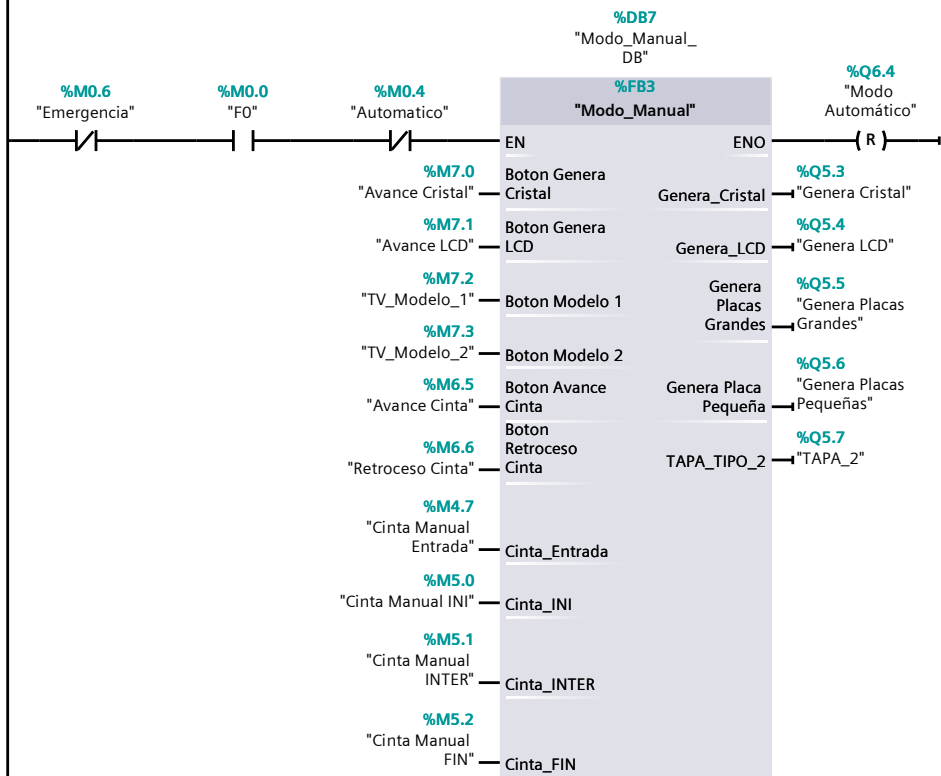 %DB7
"Modo_Manual_
DB"
%M0.6
"Emergencia"
%M0.0
"F0"
%M0.4
"Automatico"
%FB3
"Modo_Manual"
%Q6.4
"Modo
Automático"
EN
ENO
R
%M7.0
"Avance Cristal"
Boton Genera
Cristal
Genera_Cristal
%Q5.3
"Genera Cristal"
%M7.1
"Avance LCD"
Boton Genera
LCD
Genera_LCD
%Q5.4
"Genera LCD"
%M7.2
"TV_Modelo_1"
Boton Modelo 1
Genera
Placas
Grandes
%Q5.5
"Genera Placas
Grandes"
%M7.3
"TV_Modelo_2"
Boton Modelo 2
%M6.5
"Avance Cinta"
Boton Avance
Cinta
Genera Placa
Pequeña
%Q5.6
"Genera Placas
Pequeñas"
%M6.6
"Retroceso Cinta"
Boton
Retroceso
Cinta
TAPA_TIPO_2
%Q5.7
"TAPA_2"
%M4.7
"Cinta Manual
Entrada"
Cinta_Entrada
%M5.0
"Cinta Manual INI"
Cinta_INI
%M5.1
"Cinta Manual
INTER"
Cinta_INTER
%M5.2
"Cinta Manual
FIN"
Cinta_FIN